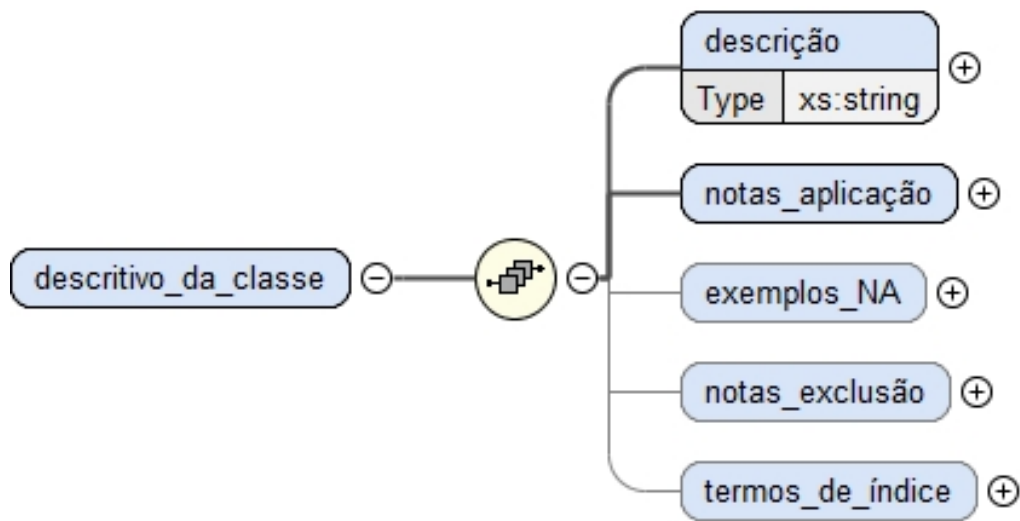 descrição
Type xs:string
notas_aplicação
descritivo_da_classe
exemplos_NA
notas_exclusão
termos_de_índice